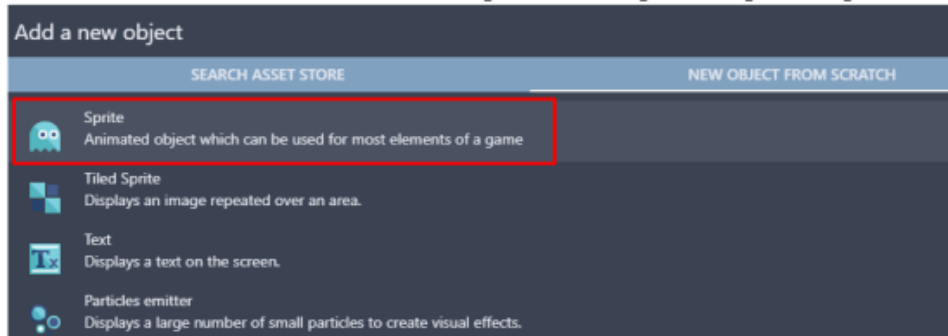 Add a new object
SEARCH ASSET STORE
NEW OBJECT FROM SCRATCH
Sprite
Animated object which can be used for most elements of a game
Tiled Sprite
Displays an image repeated over an area.
Text
Tx
Displays a text on the screen.
Particles emitter
Displays a large number of small particles to create visual effects.